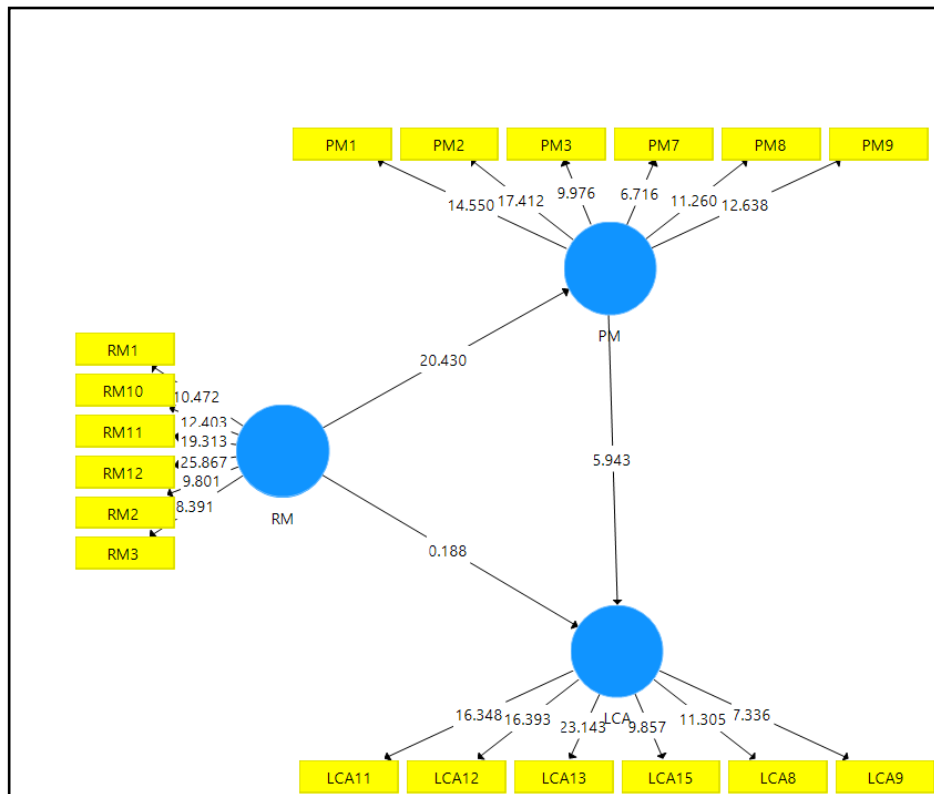 PM1 PM2 PM3 PM7 PM8 PM9
14.550 17.412 9.976 6.716 11.260 12.638
PM
RM1
RM10
RM11
RM12
RM2
RM3
10.472
12.403
19.313
25.867
9.801
8.391
RM
20.430
5.943
0.188
LCA
16.348 16.393 23.143 9.857 11.305 7.336
LCA11 LCA12 LCA13 LCA15 LCA8 LCA9